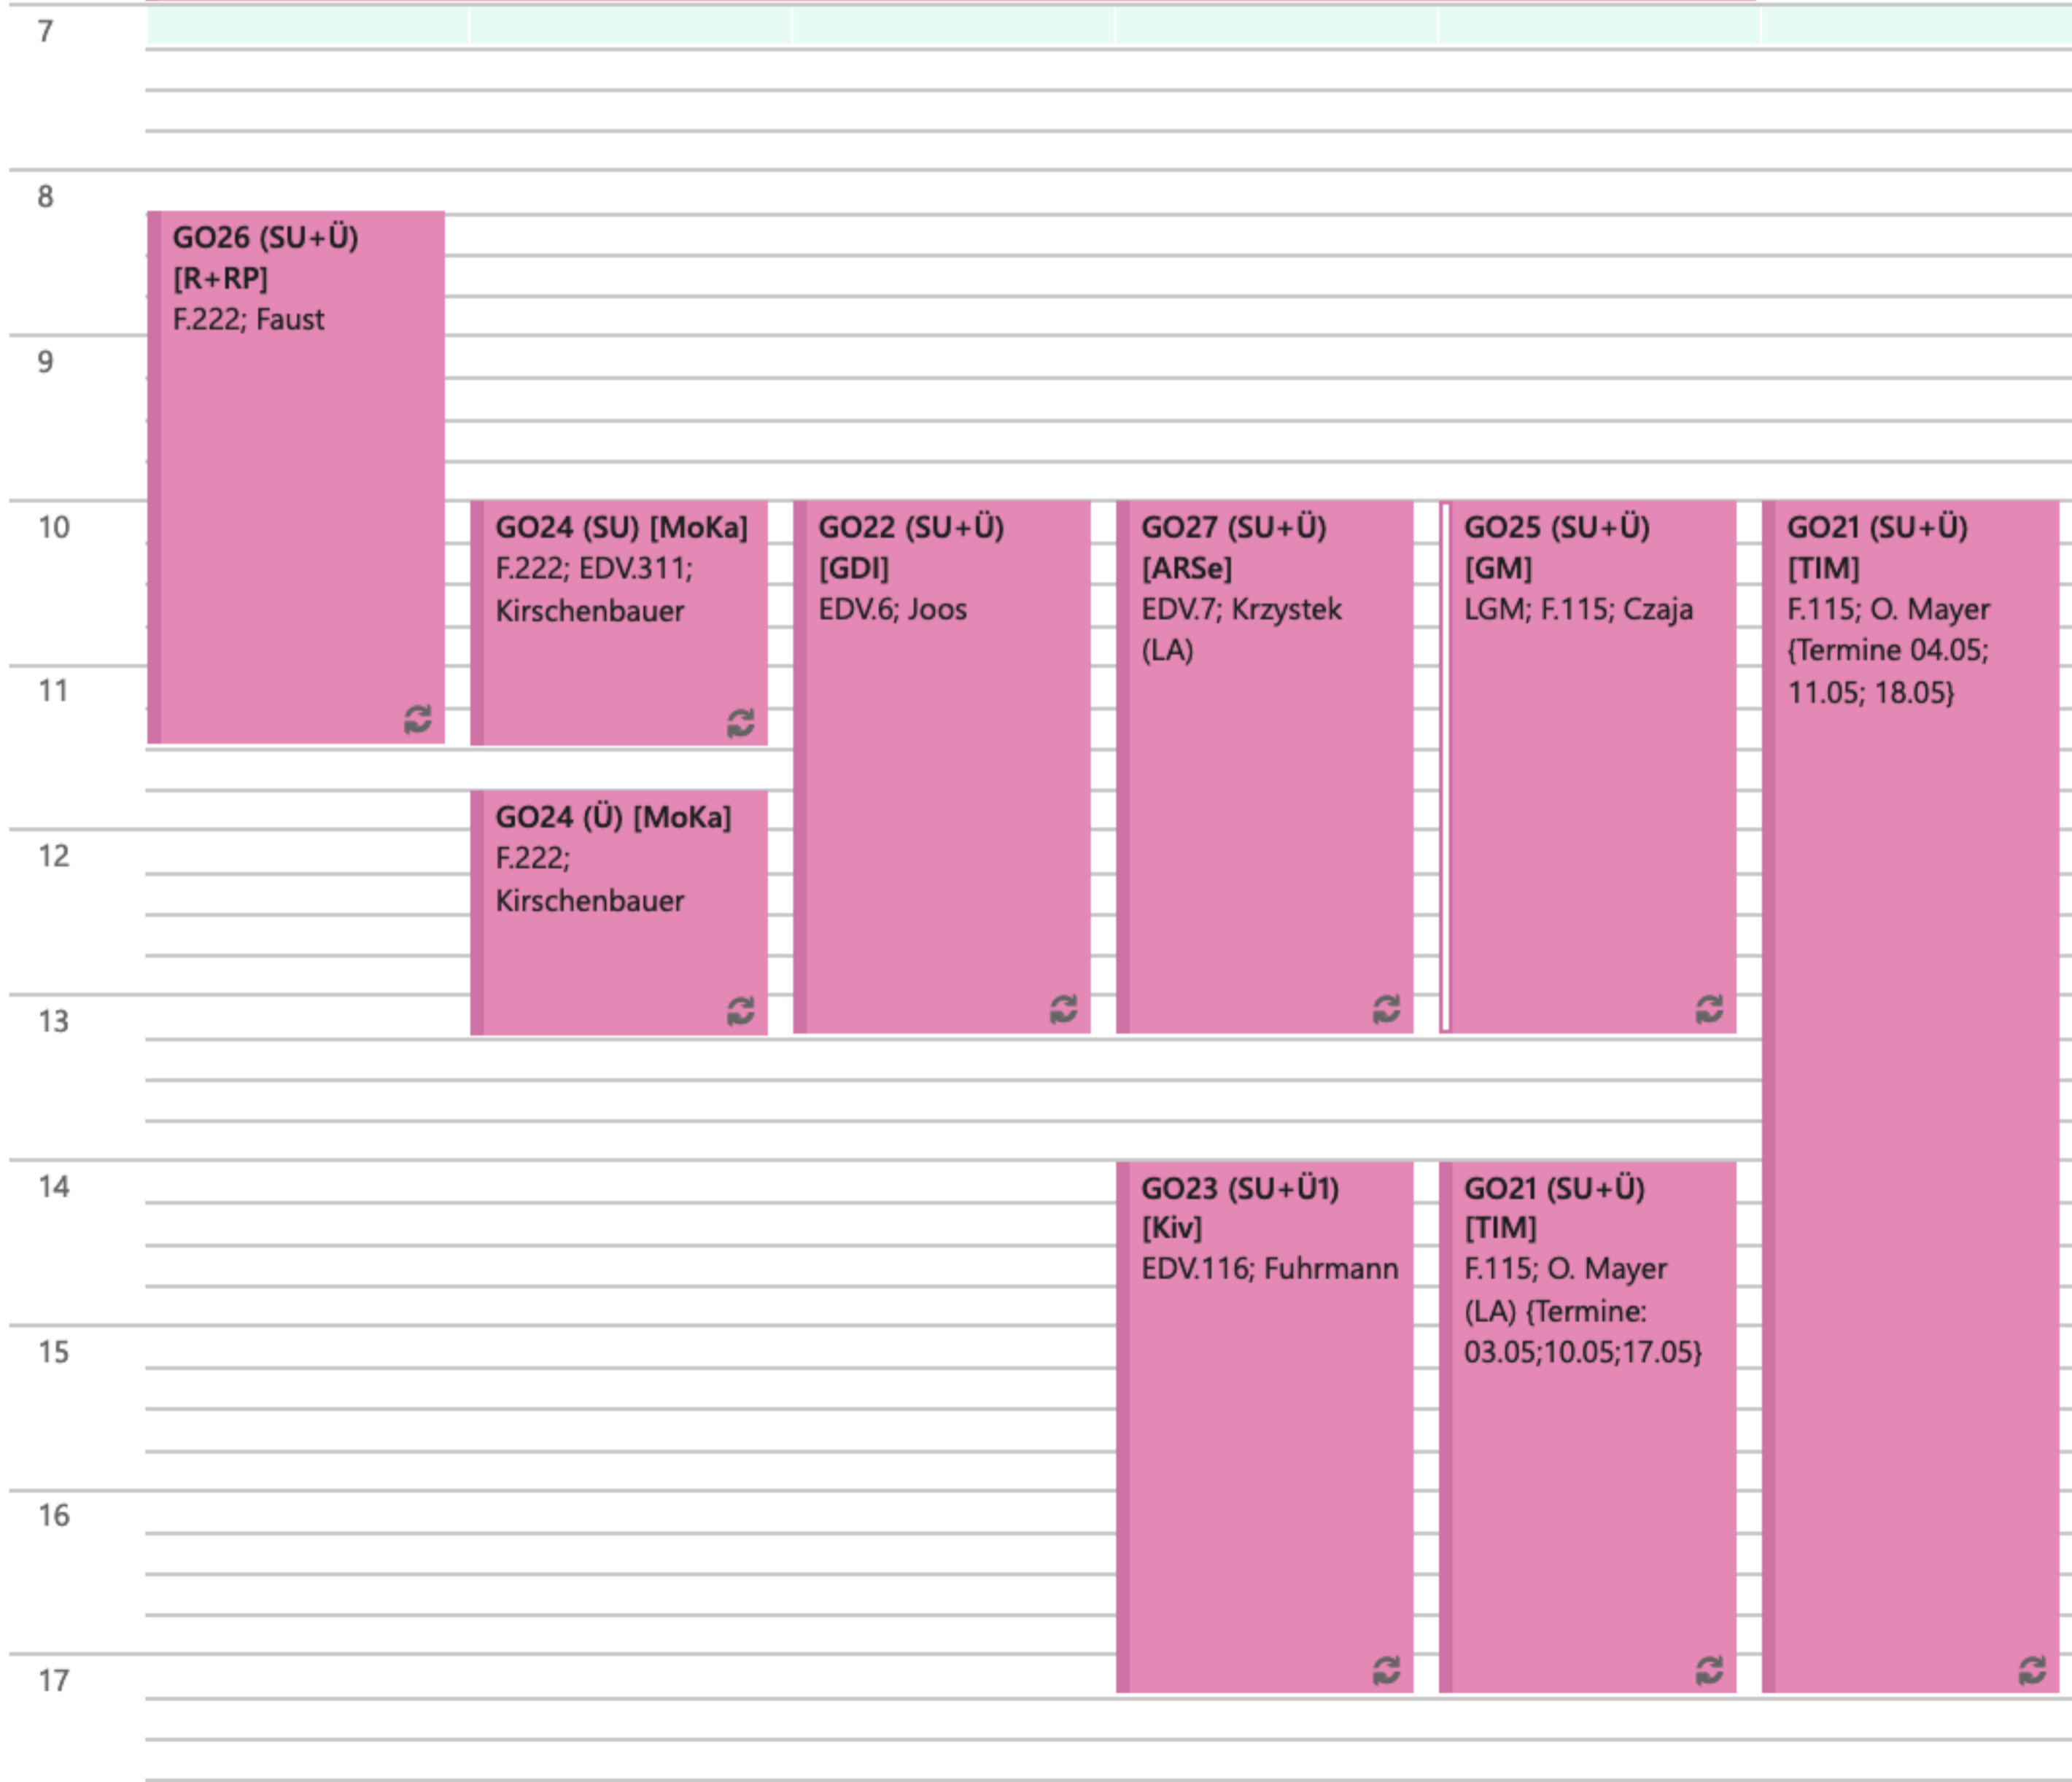 7
8
9
10
11
12
13
14
15
16
17
GO26 (SU+Ü)
[R+RP]
F.222; Faust
GO24 (SU) [MoKa]
F.222; EDV.311;
Kirschenbauer
GO24 (Ü) [MoKa]
F.222;
Kirschenbauer
GO22 (SU+Ü)
[GDI]
EDV.6; Joos
GO27 (SU+Ü)
[ARSe]
EDV.7; Krzystek
(LA)
GO23 (SU+Ü1)
[Kiv]
EDV.116; Fuhrmann
GO25 (SU+Ü)
[GM]
LGM; F.115; Czaja
GO21 (SU+Ü)
[TIM]
F.115; O. Mayer
(LA) {Termine:
03.05;10.05;17.05}
GO21 (SU+Ü)
[TIM]
F.115; O. Mayer
{Termine 04.05;
11.05; 18.05}